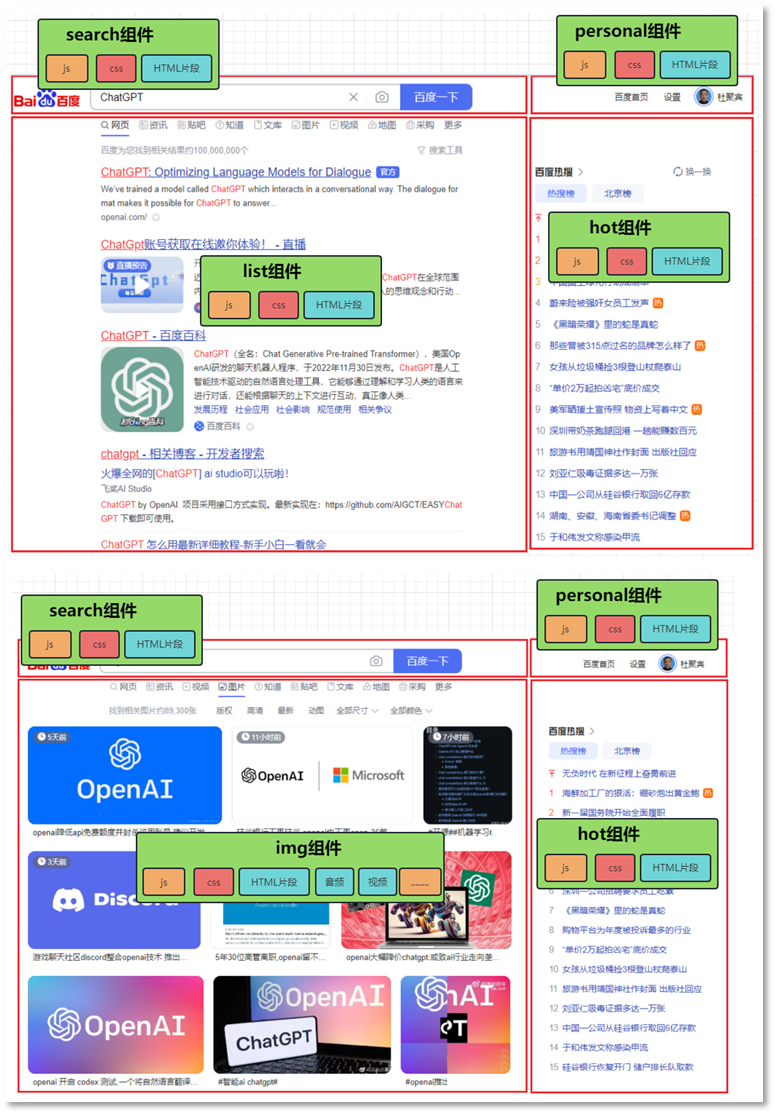 search组件
js
css
HTML片段
personal组件
js
css
HTML片段
Bai du 百度
ChatGPT
百度一下
百度首页
设置
杜聚宾
网页
资讯
贴吧
知道
文库
图片
视频
地图
采购
更多
百度为您找到相关结果约100,000,000个
搜索工具
ChatGPT: Optimizing Language Models for Dialogue 官方
We've trained a model called ChatGPT which interacts in a conversational way. The dialogue for
mat makes it possible for ChatGPT to answer...
openai.com/
ChatGpt账号获取在线邀你体验！ - 直播
直播预告
ChatGPT在全球范围
人的思维观念和行动...
list组件
js
css
HTML片段
ChatGPT - 百度百科
ChatGPT（全名：Chat Generative Pre-trained Transformer），美国Op
enAI研发的聊天机器人程序，于2022年11月30日发布。ChatGPT是人工
智能技术驱动的自然语言处理工具，它能够通过理解和学习人类的语言来
进行对话，还能根据聊天的上下文进行互动，真正像人类...
发展历程 社会应用 社会影响 规范使用 相关争议
秒懂百科
百度百科
chatgpt - 相关博客 - 开发者搜索
火爆全网的[ChatGPT] ai studio可以玩啦！
飞桨AI Studio
ChatGPT by OpenAI. 项目采用接口方式实现。最新实现在：https://github.com/AIGCT/EASYChat
GPT 下载即可使用。
ChatGPT 怎么用最新详细教程-新手小白一看就会
百度热搜
换一换
热搜榜
北京榜
1
2
3
hot组件
js
css
HTML片段
4 蔚来险被强奸女员工发声 热
5 《黑暗荣耀》里的蛇是真蛇
6 那些曾被315点过名的品牌怎么样了 热
7 女孩从垃圾桶捡3根登山杖爬泰山
8 “单价2万起拍凶宅”底价成交
9 美军晒援土宣传照 物资上写着中文 热
10 深圳带奶茶跑腿回港 一趟能赚数百元
11 旅游书用靖国神社作封面 出版社回应
12 刘亚仁吸毒证据多达一万张
13 中国一公司从硅谷银行取回6亿存款
14 湖南、安徽、海南省委书记调整 热
15 于和伟发文称感染甲流
search组件
js
css
HTML片段
personal组件
js
css
HTML片段
百度一下
百度首页
设置
杜聚宾
网页
资讯
视频
图片
知道
贴吧
文库
地图
采购
更多
找到相关图片约89,300张
版权
高清
最新
动图
全部尺寸
全部颜色
5天前
OpenAI
11小时前
OpenAI
Microsoft
7小时前
img组件
js
css
HTML片段
音频
视频
........
3天前
Discord
游戏聊天社区discord整合openai技术 推出...
5年30位高管离职,openai留不...
openai大幅降价chatgpt:或致ai行业走向垄...
OpenAI
OpenAI
ChatGPT
openai 开启 codex 测试,一个将自然语言翻译...
#智能ai chatgpt#
#openai推出
百度热搜
热搜榜
北京榜
无负时代 在新征程上奋勇前进
1 海鲜加工厂的狠活：硼砂泡出黄金鲍 热
2 新一届国务院开始全面履职
hot组件
js
css
HTML片段
6 深圳一公司招聘要求员工吃素
7 《黑暗荣耀》里的蛇是真蛇
8 购物平台为年度被投诉最多的行业
9 “单价2万起拍凶宅”底价成交
10 女孩从垃圾桶捡3根登山杖爬泰山
11 旅游书用靖国神社作封面 出版社回应
12 刘亚仁吸毒证据多达一万张
13 中国一公司从硅谷银行取回6亿存款
14 于和伟发文称感染甲流
15 硅谷银行恢复开门 储户排长队取款